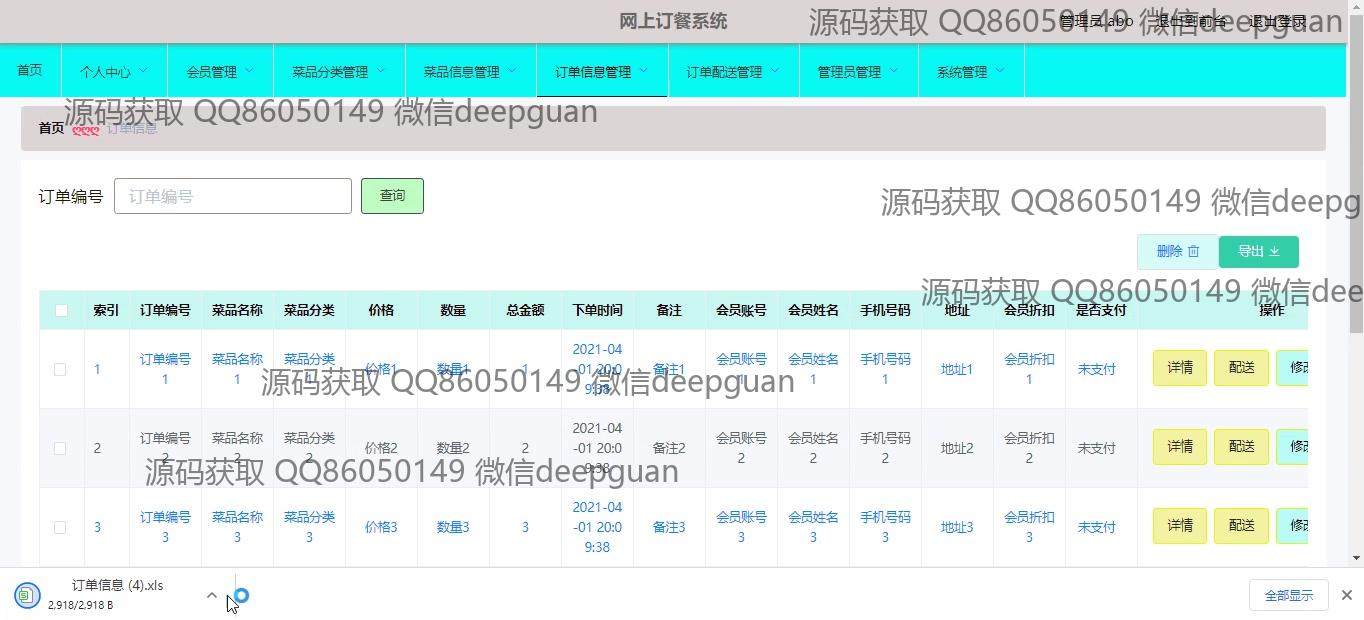 网上订餐系统
管理员 abo 退出到前台 退出登录
源码获取 QQ86050149 微信deepguan
首页 个人中心 会员管理 菜品分类管理 菜品信息管理 订单信息管理 订单配送管理 管理员管理 系统管理
源码获取 QQ86050149 微信deepguan
首页 ღღღ 订单信息
订单编号 订单编号 查询
源码获取 QQ86050149 微信deepg
删除 导出
源码获取 QQ86050149 微信dee
索引 订单编号 菜品名称 菜品分类 价格 数量 总金额 下单时间 备注 会员账号 会员姓名 手机号码 地址 会员折扣 是否支付 操作
1 订单编号1 菜品名称1 菜品分类1 价格1 数量1 1 2021-04-01 20:09:38 备注1 会员账号1 会员姓名1 手机号码1 地址1 会员折扣1 未支付 详情 配送 修改
源码获取 QQ86050149 微信deepguan
2 订单编号2 菜品名称2 菜品分类2 价格2 数量2 2 2021-04-01 20:09:38 备注2 会员账号2 会员姓名2 手机号码2 地址2 会员折扣2 未支付 详情 配送 修改
源码获取 QQ86050149 微信deepguan
3 订单编号3 菜品名称3 菜品分类3 价格3 数量3 3 2021-04-01 20:09:38 备注3 会员账号3 会员姓名3 手机号码3 地址3 会员折扣3 未支付 详情 配送 修改
订单信息 (4).xls
2,918/2,918 B
全部显示